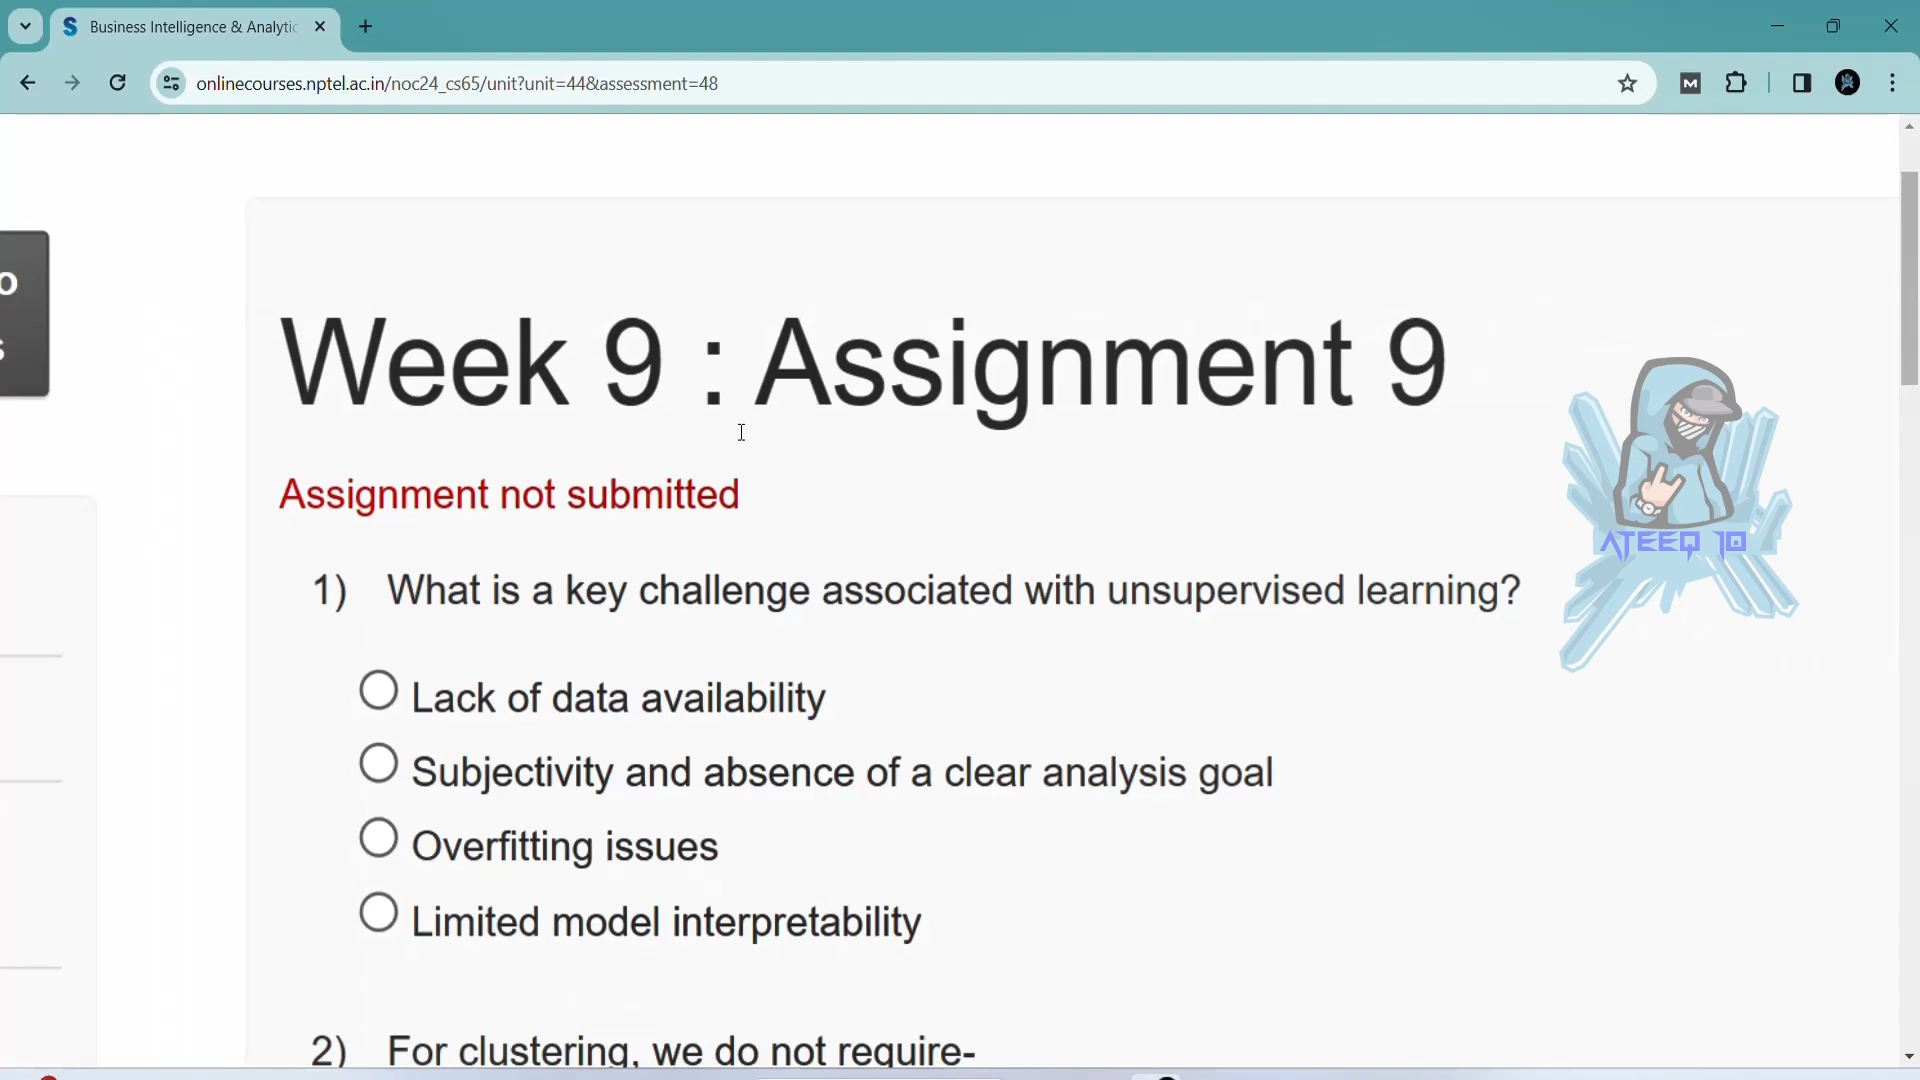 Business Intelligence & Analytic
onlinecourses.nptel.ac.in/noc24_cs65/unit?unit=44&assessment=48
Week 9 : Assignment 9
Assignment not submitted
1) What is a key challenge associated with unsupervised learning?
Lack of data availability
Subjectivity and absence of a clear analysis goal
Overfitting issues
Limited model interpretability
ATEEQ 10
2) For clustering, we do not require-